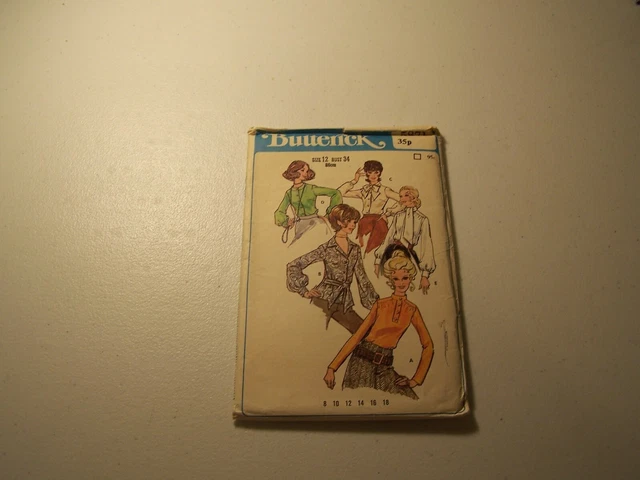 Butterick
35p
SIZE 12 BUST 34
D
C
B
E
A
8 10 12 14 16 18